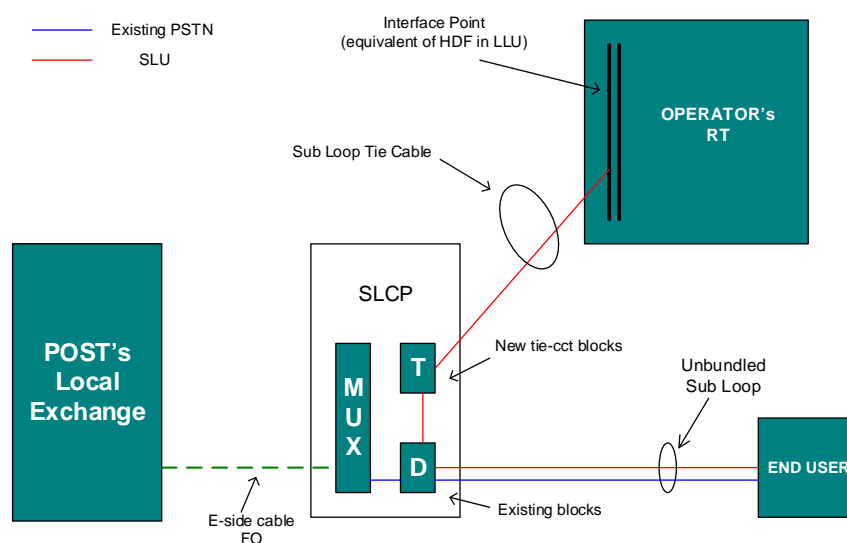 Existing PSTN
SLU
Interface Point
(equivalent of HDF in LLU)
OPERATOR's
RT
Sub Loop Tie Cable
SLCP
POST's
Local
Exchange
M
U
X
T
New tie-cct blocks
Unbundled
Sub Loop
D
END USER
Existing blocks
E-side cable
FO